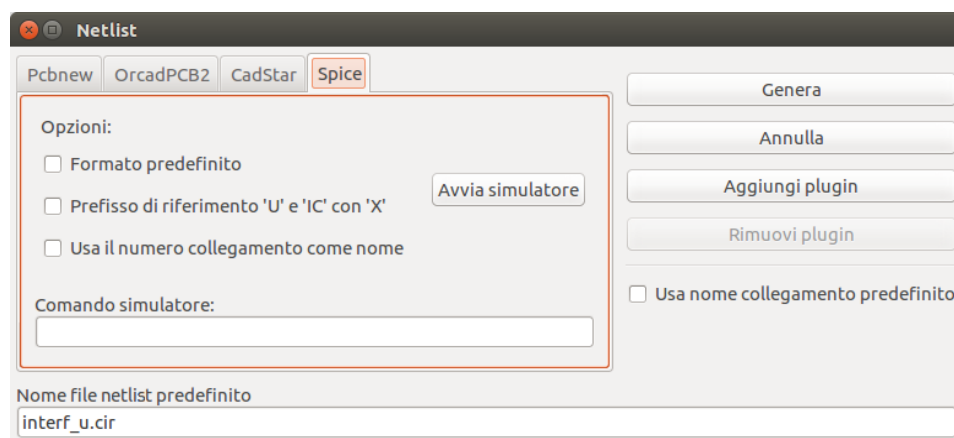 Netlist
Pcbnew OrcadPCB2 CadStar Spice
Opzioni:
Formato predefinito
Prefisso di riferimento 'U' e 'IC' con 'X'
Usa il numero collegamento come nome
Avvia simulatore
Comando simulatore:
Genera
Annulla
Aggiungi plugin
Rimuovi plugin
Usa nome collegamento predefinito
Nome file netlist predefinito
interf_u.cir